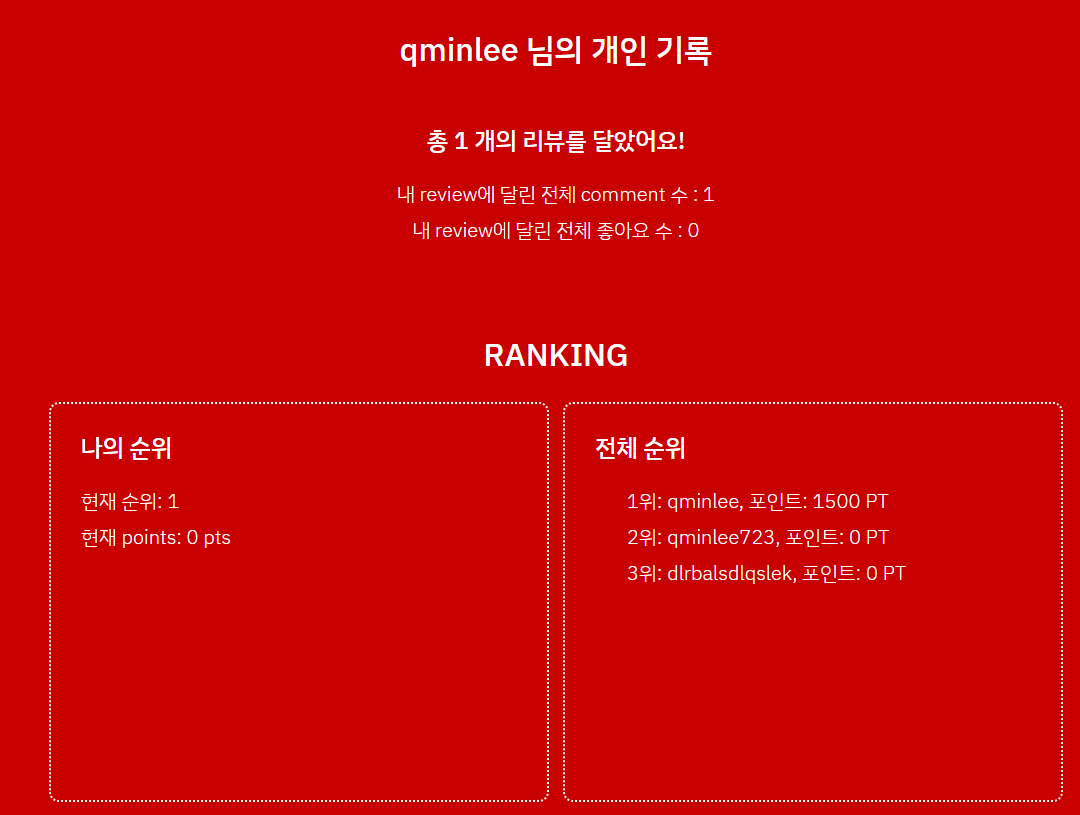 qminlee 님의 개인 기록
총 1 개의 리뷰를 달았어요!
내 review에 달린 전체 comment 수 : 1
내 review에 달린 전체 좋아요 수 : 0
RANKING
나의 순위
현재 순위: 1
현재 points: 0 pts
전체 순위
1위: qminlee, 포인트: 1500 PT
2위: qminlee723, 포인트: 0 PT
3위: dlrbalsdlqslek, 포인트: 0 PT